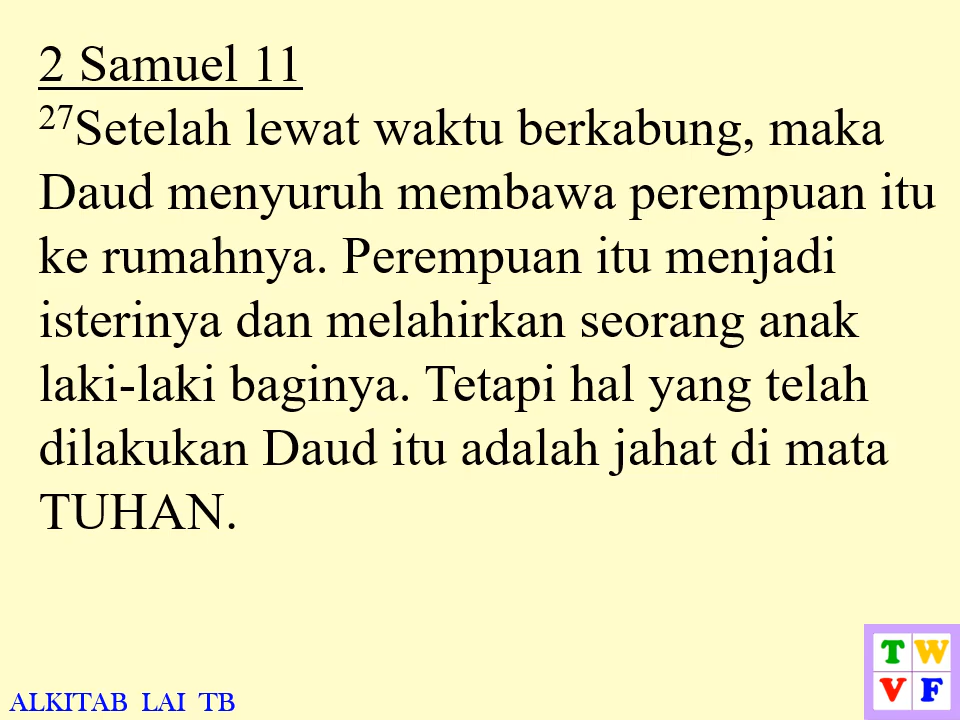 2 Samuel 11
27Setelah lewat waktu berkabung, maka
Daud menyuruh membawa perempuan itu
ke rumahnya. Perempuan itu menjadi
isterinya dan melahirkan seorang anak
laki-laki baginya. Tetapi hal yang telah
dilakukan Daud itu adalah jahat di mata
TUHAN.
T W
V F
ALKITAB LAI TB